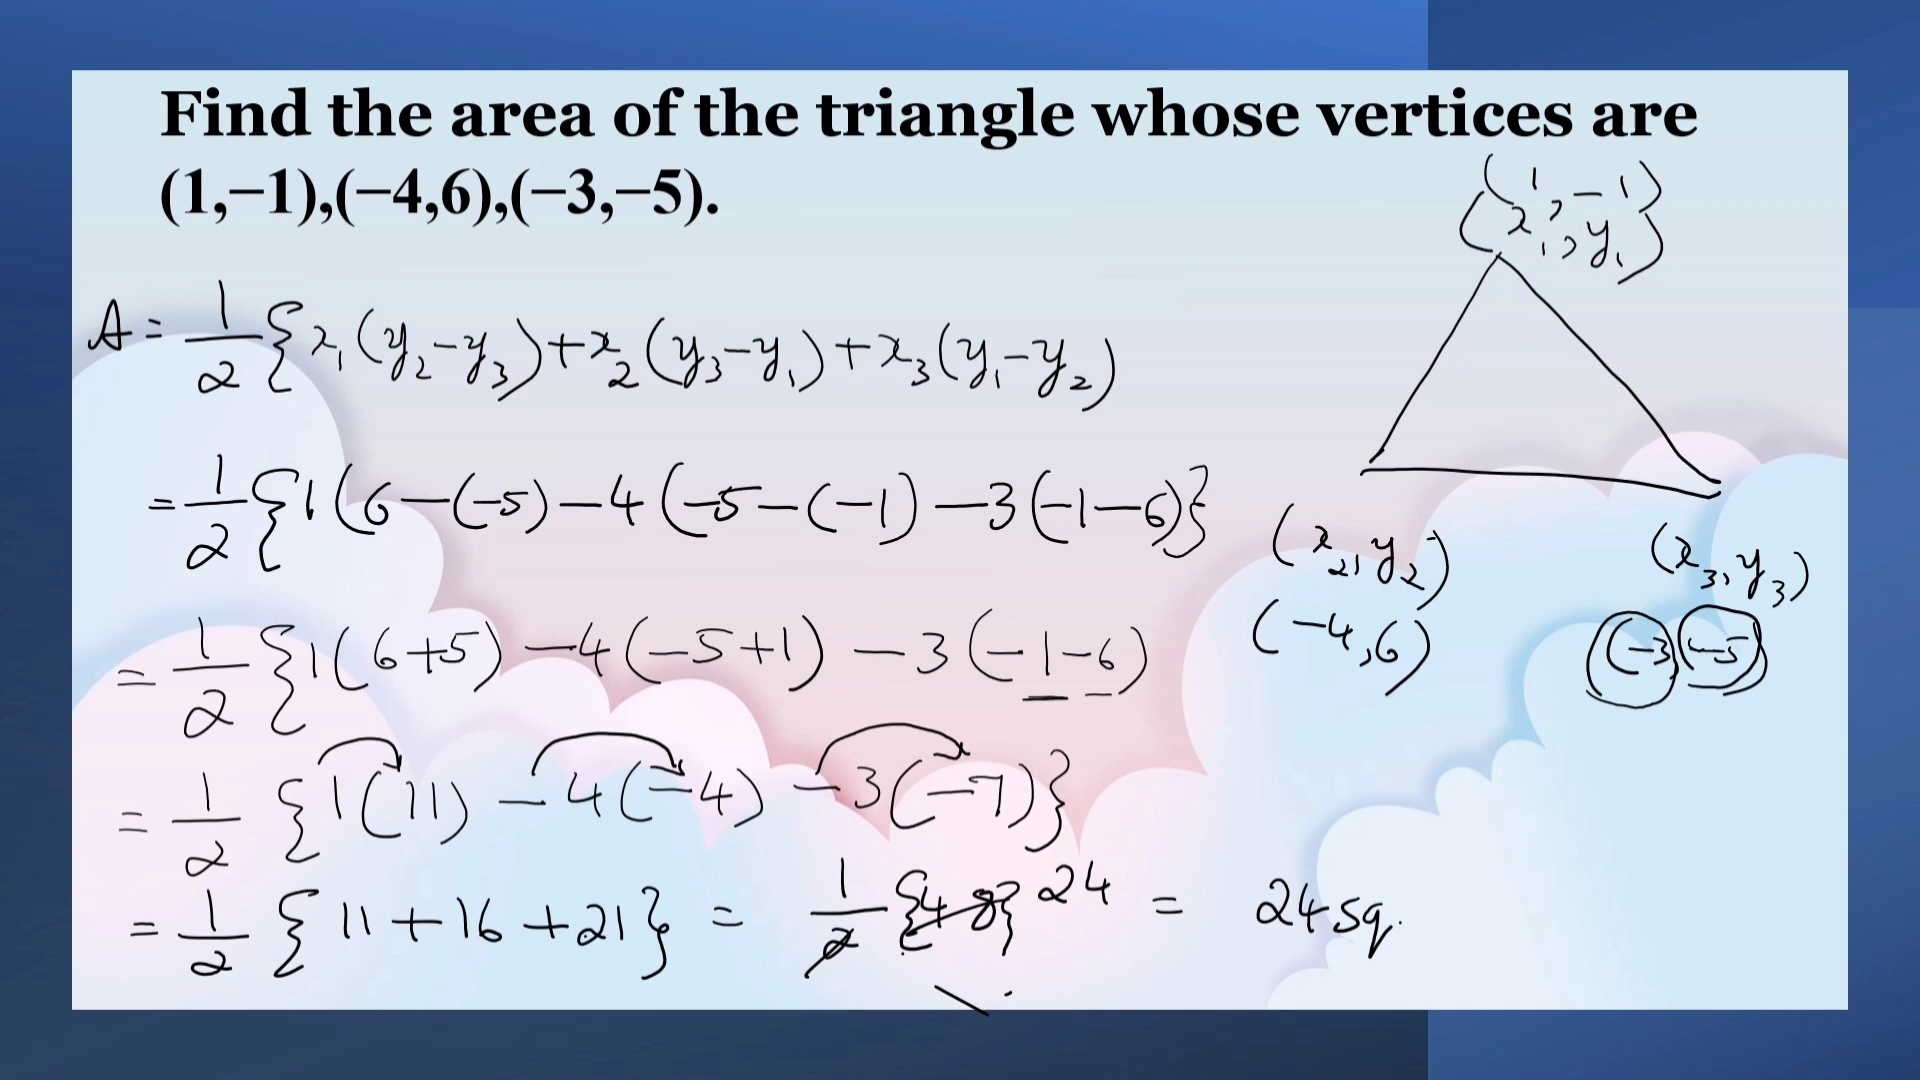 Find the area of the triangle whose vertices are
(1,−1),(−4,6),(−3,−5).
(1, −1)
(x₁, y₁)
A = 1/2 {x₁(y₂−y₃)+x₂(y₃−y₁)+x₃(y₁−y₂)
= 1/2 {1(6−(−5)−4(−5−(−1)−3(−1−6)}
(x₂, y₂)
(x₃, y₃)
(−4, 6)
(−3, −5)
= 1/2 {1(6+5) −4(−5+1) −3(−1−6)
= 1/2 {1(11) −4(−4) −3(−7)}
= 1/2 {11+16+21} = 1/2 {48} 24 = 24 sq.